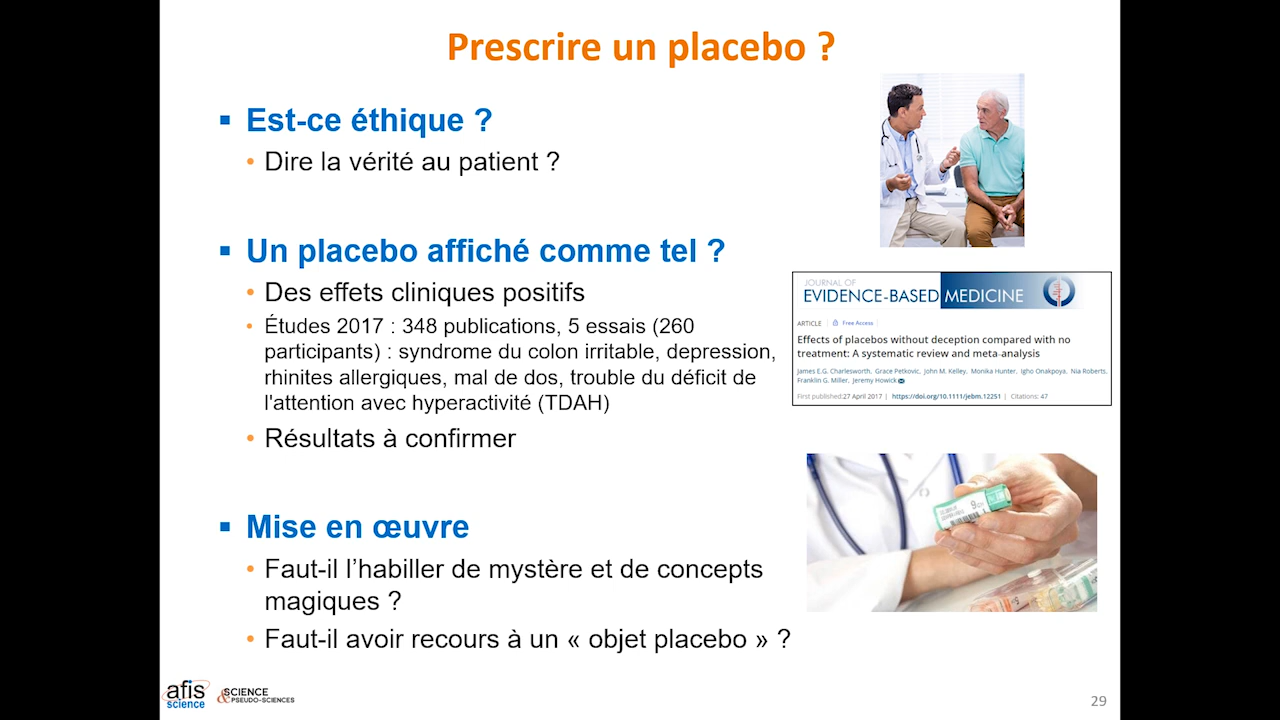 Prescrire un placebo ?
Est-ce éthique ?
Dire la vérité au patient ?
Un placebo affiché comme tel ?
Des effets cliniques positifs
Études 2017 : 348 publications, 5 essais (260
participants) : syndrome du colon irritable, depression,
rhinites allergiques, mal de dos, trouble du déficit de
l'attention avec hyperactivité (TDAH)
Résultats à confirmer
Mise en œuvre
Faut-il l’habiller de mystère et de concepts
magiques ?
Faut-il avoir recours à un « objet placebo » ?
JOURNAL OF
EVIDENCE-BASED MEDICINE
ARTICLE Free Access
Effects of placebos without deception compared with no
treatment: A systematic review and meta-analysis
James E.G. Charlesworth, Grace Petkovic, John M. Kelley, Monika Hunter, Igho Onakpoya, Nia Roberts,
Franklin G. Miller, Jeremy Howick
First published:27 April 2017 | https://doi.org/10.1111/jebm.12251 | Citations: 47
9
afis
science
SCIENCE
& PSEUDO-SCIENCES
29